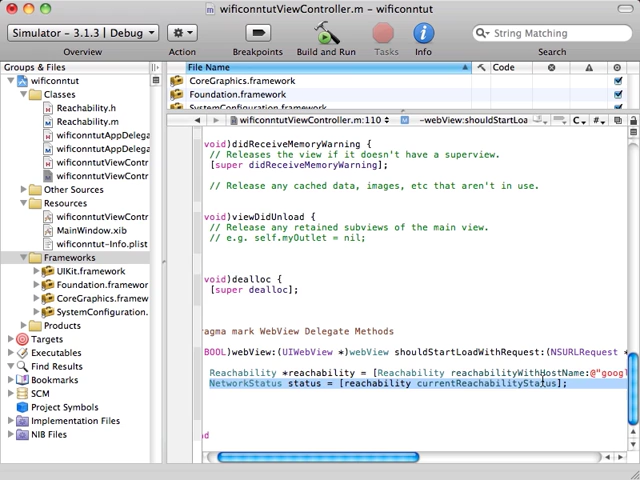 wificonntutViewController.m – wificonntut
Simulator - 3.1.3 | Debug
Overview
Action
Breakpoints
Build and Run
Tasks
Info
String Matching
Search
Groups & Files
wificonntut
Classes
Reachability.h
Reachability.m
wificonntutAppDelega
wificonntutAppDelega
wificonntutViewContr
wificonntutViewContr
Other Sources
Resources
wificonntutViewContr
MainWindow.xib
wificonntut-Info.plist
Frameworks
UIKit.framework
Foundation.framewor
CoreGraphics.framew
SystemConfiguration.
Products
Targets
Executables
Find Results
Bookmarks
SCM
Project Symbols
Implementation Files
NIB Files
File Name
Code
CoreGraphics.framework
Foundation.framework
SystemConfiguration.framework
wificonntutViewController.m:110
-webView:shouldStartLoa
C
#
void)didReceiveMemoryWarning {
// Releases the view if it doesn't have a superview.
[super didReceiveMemoryWarning];
// Release any cached data, images, etc that aren't in use.
void)viewDidUnload {
// Release any retained subviews of the main view.
// e.g. self.myOutlet = nil;
void)dealloc {
[super dealloc];
ragma mark WebView Delegate Methods
BOOL)webView:(UIWebView *)webView shouldStartLoadWithRequest:(NSURLRequest *
Reachability *reachability = [Reachability reachabilityWithHostName:@"googl
NetworkStatus status = [reachability currentReachabilityStatus];
nd